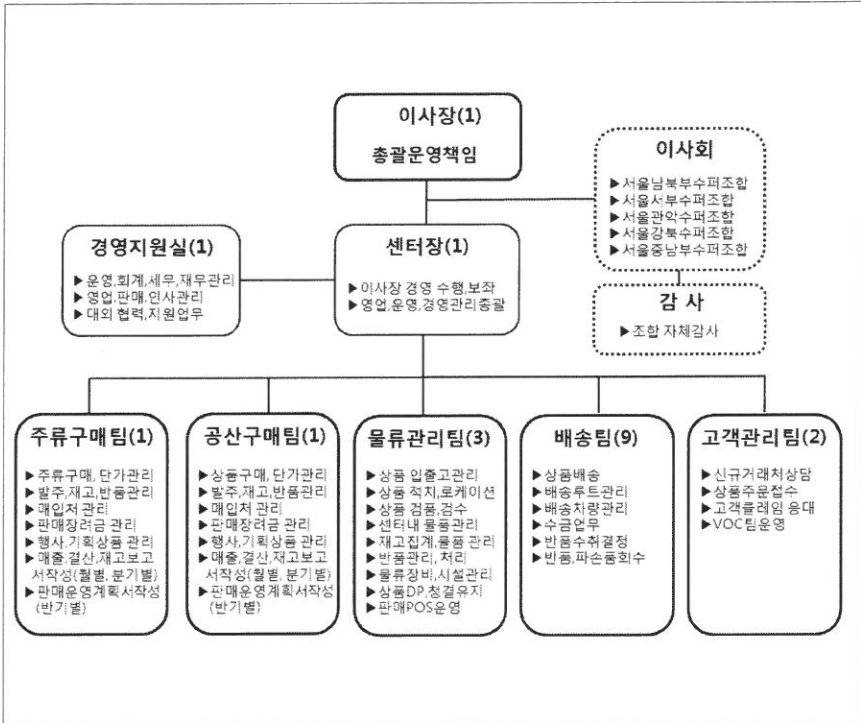 이사장(1)
총괄운영책임
이사회
▶서울남북부수퍼조합
▶서울서부수퍼조합
▶서울관악수조합
▶서울강북수퍼조합
▶서울중남부수퍼조합
경영지원실(1)
▶운영,회계,세무,재무관리
▶영업,판매,인사관리
▶대외 협력,지원업무
센터장(1)
▶이사장 경영 수행,보좌
▶영업,운영,경영관리총괄
감 사
▶조합 자체감사
주류구매팀(1)
▶주류구매, 단가관리
▶발주,재고,반품관리
▶매입처 관리
▶판매장려금 관리
▶행사,기획상품 관리
▶매출,결산,재고보고
서작성(월별, 분기별)
▶판매운영계획서작성
(반기별)
공산구매팀(1)
▶상품구매, 단가관리
▶발주,재고,반품관리
▶매입처 관리
▶판매장려금 관리
▶행사,기획상품 관리
▶매출,결산,재고보고
서작성(월별, 분기별)
▶판매운영계획서작성
(반기별)
물류관리팀(3)
▶상품 입출고관리
▶상품 적치,로케이션
▶상품 검품,검수
▶센터내 물품관리
▶재고집계,물품 관리
▶반품관리, 처리
▶물류장비,시설관리
▶상품DP,청결유지
▶판매POS운영
배송팀(9)
▶상품배송
▶배송루트관리
▶배송차량관리
▶수금업무
▶반품수취결정
▶반품,파손품회수
고객관리팀(2)
▶신규거래처상담
▶상품주문접수
▶고객클레임 응대
▶VOC팀운영